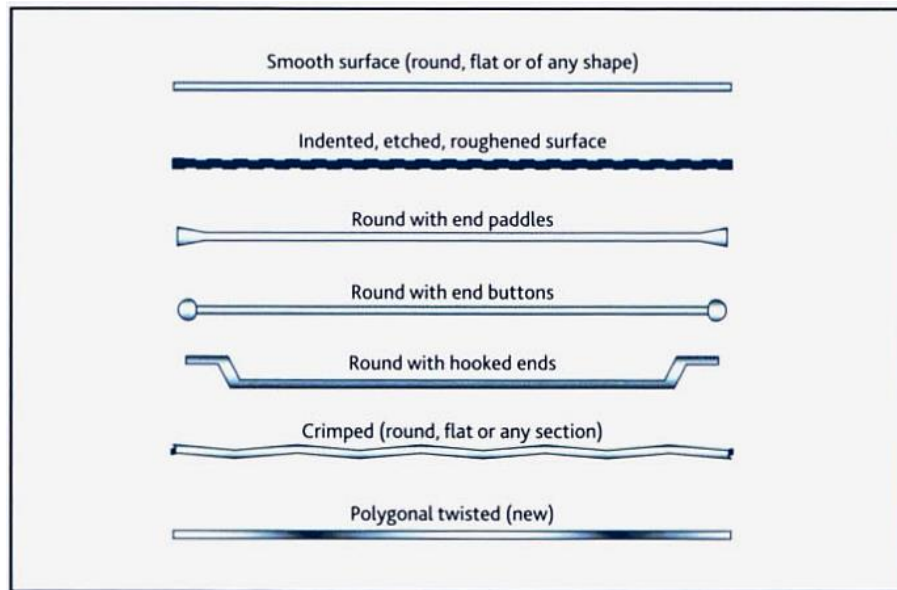 Smooth surface (round, flat or of any shape)
Indented, etched, roughened surface
Round with end paddles
Round with end buttons
Round with hooked ends
Crimped (round, flat or any section)
Polygonal twisted (new)